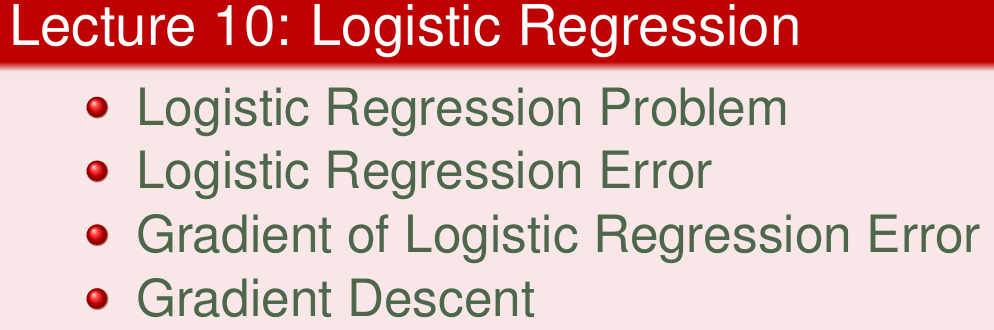 Lecture 10: Logistic Regression
Logistic Regression Problem
Logistic Regression Error
Gradient of Logistic Regression Error
Gradient Descent